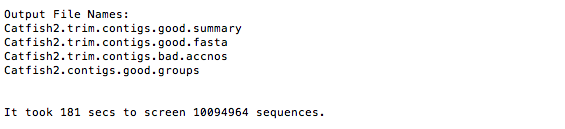 Output File Names:
Catfish2.trim.contigs.good.summary
Catfish2.trim.contigs.good.fasta
Catfish2.trim.contigs.bad.accnos
Catfish2.contigs.good.groups
It took 181 secs to screen 10094964 sequences.